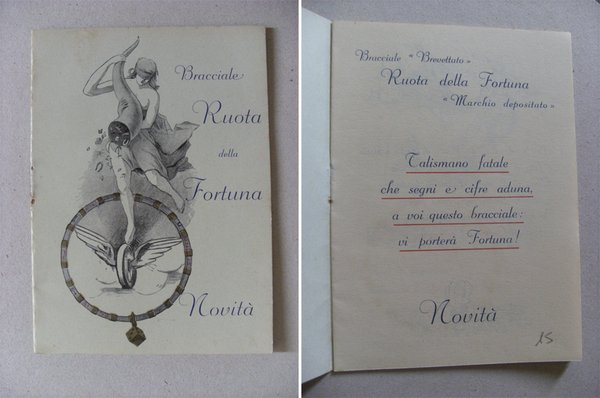 Bracciale
Ruota
della
Fortuna
Novità
Bracciale « Brevettato »
Ruota della Fortuna
« Marchio depositato »
Talismano fatale
che segni e cifre aduna,
a voi questo bracciale:
vi porterà Fortuna!
Novità
15